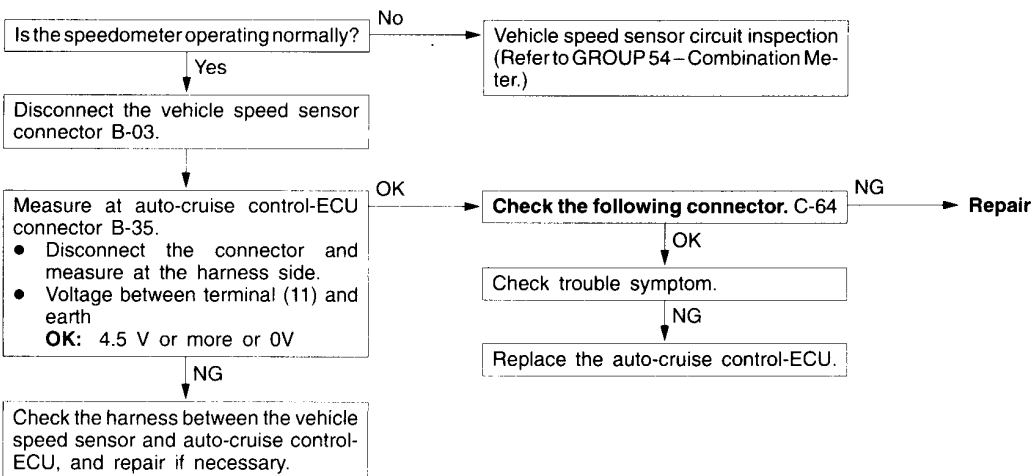 Is the speedometer operating normally?
No
Vehicle speed sensor circuit inspection
(Refer to GROUP 54 – Combination Me-
ter.)
Yes
Disconnect the vehicle speed sensor
connector B-03.
Measure at auto-cruise control-ECU
connector B-35.
● Disconnect the connector and
measure at the harness side.
● Voltage between terminal (11) and
earth
OK: 4.5 V or more or 0V
OK
Check the following connector. C-64
NG
Repair
OK
Check trouble symptom.
NG
Replace the auto-cruise control-ECU.
NG
Check the harness between the vehicle
speed sensor and auto-cruise control-
ECU, and repair if necessary.